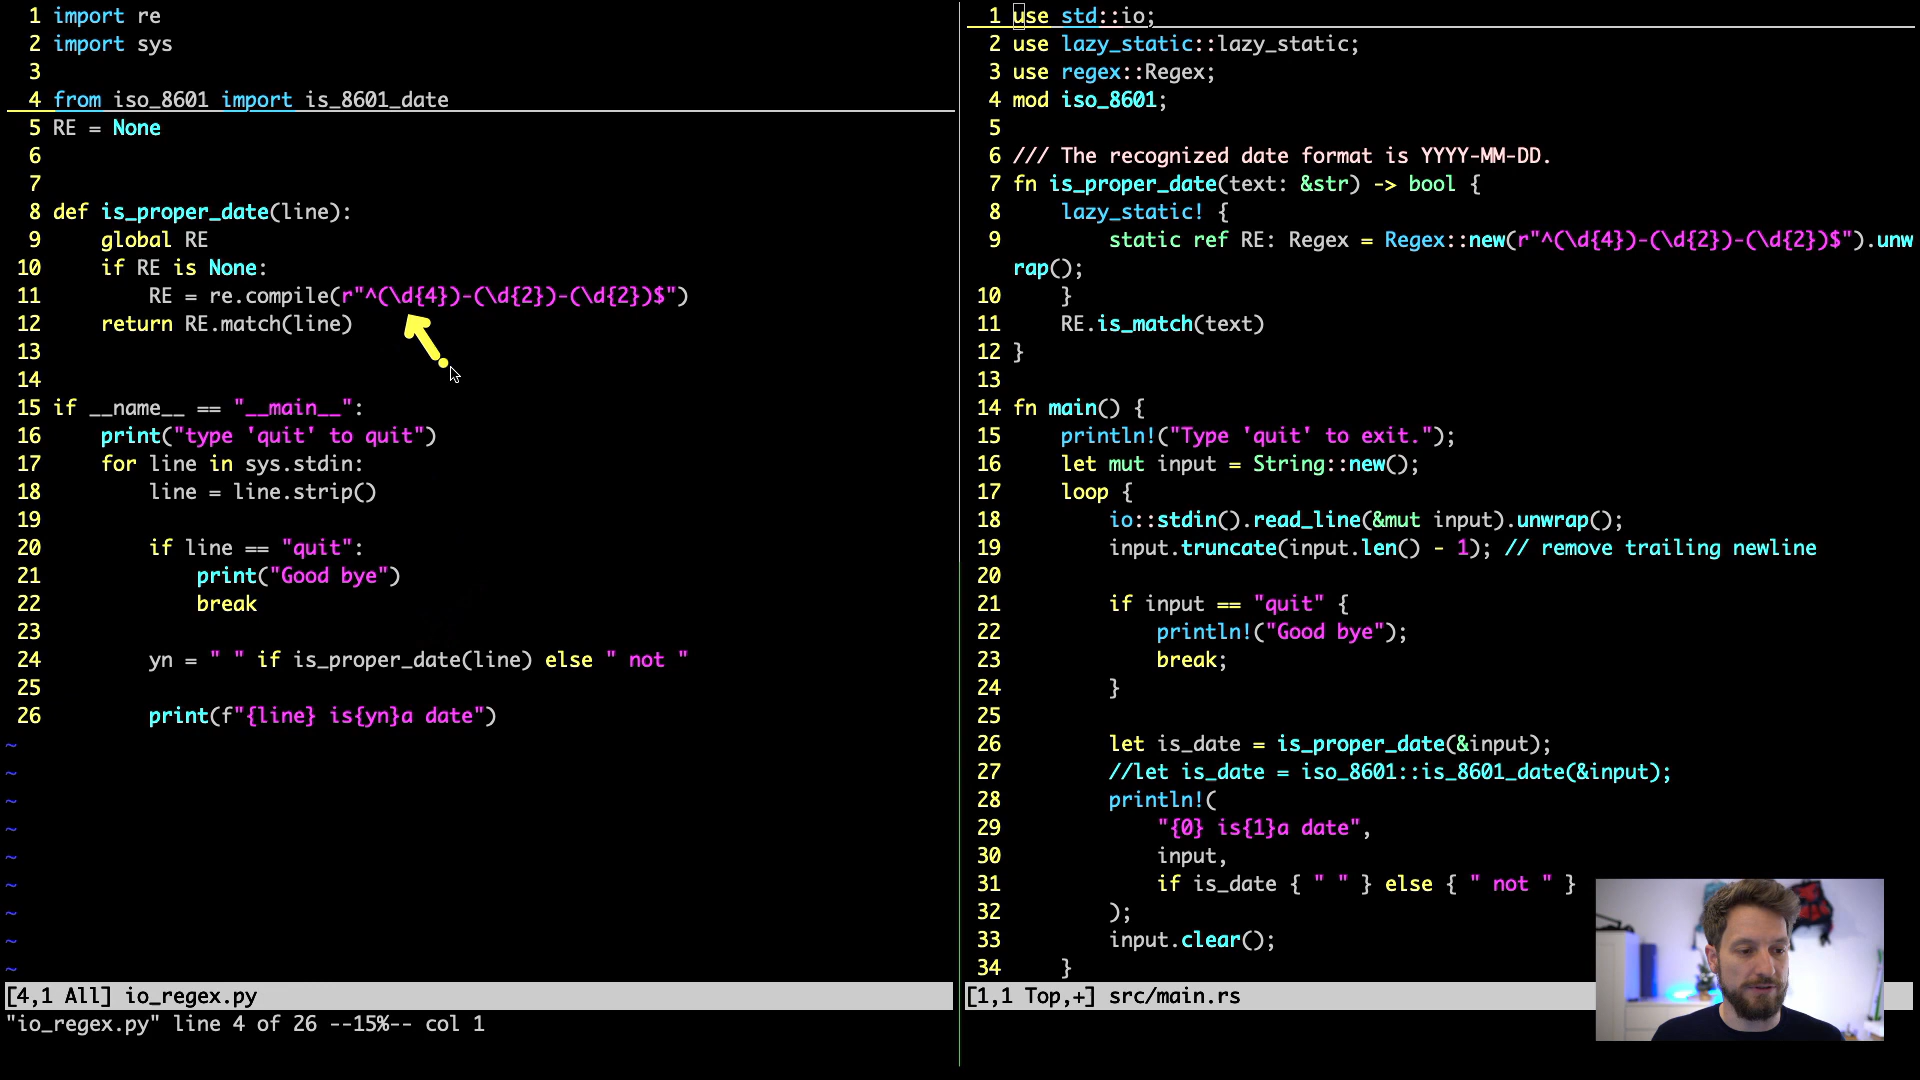 1 import re
2 import sys
3
4 from iso_8601 import is_8601_date
5 RE = None
6
7
8 def is_proper_date(line):
9     global RE
10     if RE is None:
11         RE = re.compile(r"^(\d{4})-(\d{2})-(\d{2})$")
12     return RE.match(line)
13
14
15 if __name__ == "__main__":
16     print("type 'quit' to quit")
17     for line in sys.stdin:
18         line = line.strip()
19
20         if line == "quit":
21             print("Good bye")
22             break
23
24         yn = " " if is_proper_date(line) else " not "
25
26         print(f"{line} is{yn}a date")
~
~
~
~
~
~
~
~
~
[4,1 All] io_regex.py
"io_regex.py" line 4 of 26 --15%-- col 1
1 use std::io;
2 use lazy_static::lazy_static;
3 use regex::Regex;
4 mod iso_8601;
5
6 /// The recognized date format is YYYY-MM-DD.
7 fn is_proper_date(text: &str) -> bool {
8     lazy_static! {
9         static ref RE: Regex = Regex::new(r"^(\d{4})-(\d{2})-(\d{2})$").unw
rap();
10     }
11     RE.is_match(text)
12 }
13
14 fn main() {
15     println!("Type 'quit' to exit.");
16     let mut input = String::new();
17     loop {
18         io::stdin().read_line(&mut input).unwrap();
19         input.truncate(input.len() - 1); // remove trailing newline
20
21         if input == "quit" {
22             println!("Good bye");
23             break;
24         }
25
26         let is_date = is_proper_date(&input);
27         //let is_date = iso_8601::is_8601_date(&input);
28         println!(
29             "{0} is{1}a date",
30             input,
31             if is_date { " " } else { " not " }
32         );
33         input.clear();
34     }
[1,1 Top,+] src/main.rs